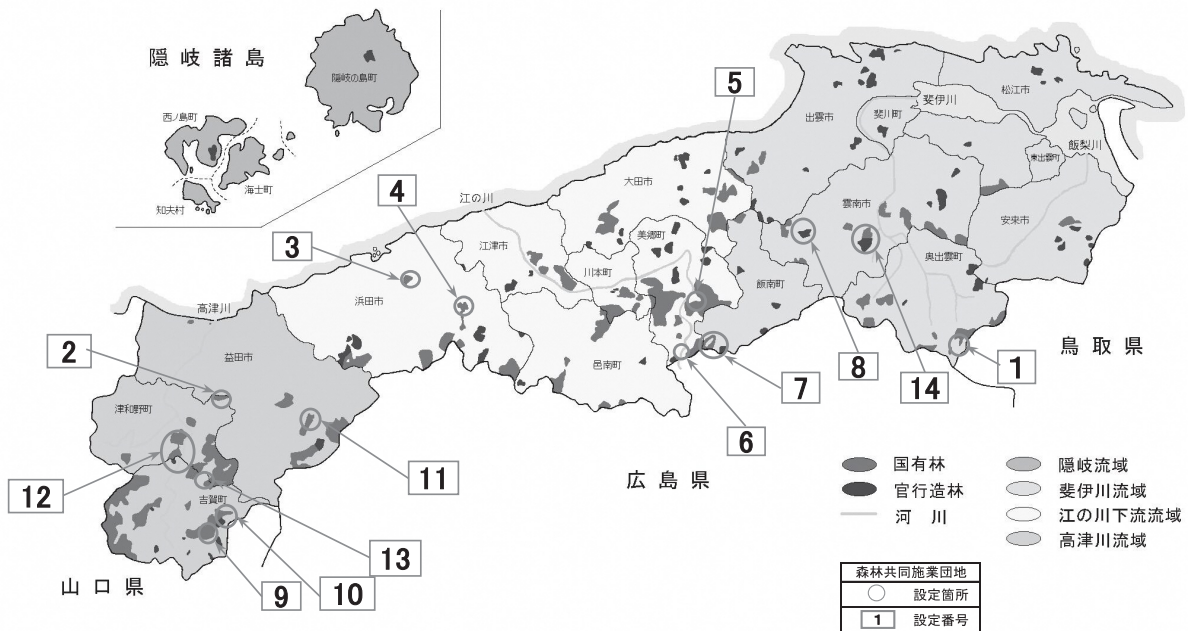 隠岐諸島
隠岐の島町
西ノ島町
海士町
知夫村
5
斐伊川
松江市
出雲市
斐川町
飯梨川
東出雲町
大田市
4
江の川
雲南市
安来市
3
江津市
美郷町
奥出雲町
川本町
飯南町
浜田市
高津川
2
益田市
邑南町
8
14
1
鳥取県
7
津和野町
6
11
12
広島県
吉賀町
13
山口県
9
10
国有林
官行造林
河川
隠岐流域
斐伊川流域
江の川下流流域
高津川流域
森林共同施業団地
設定箇所
1 設定番号